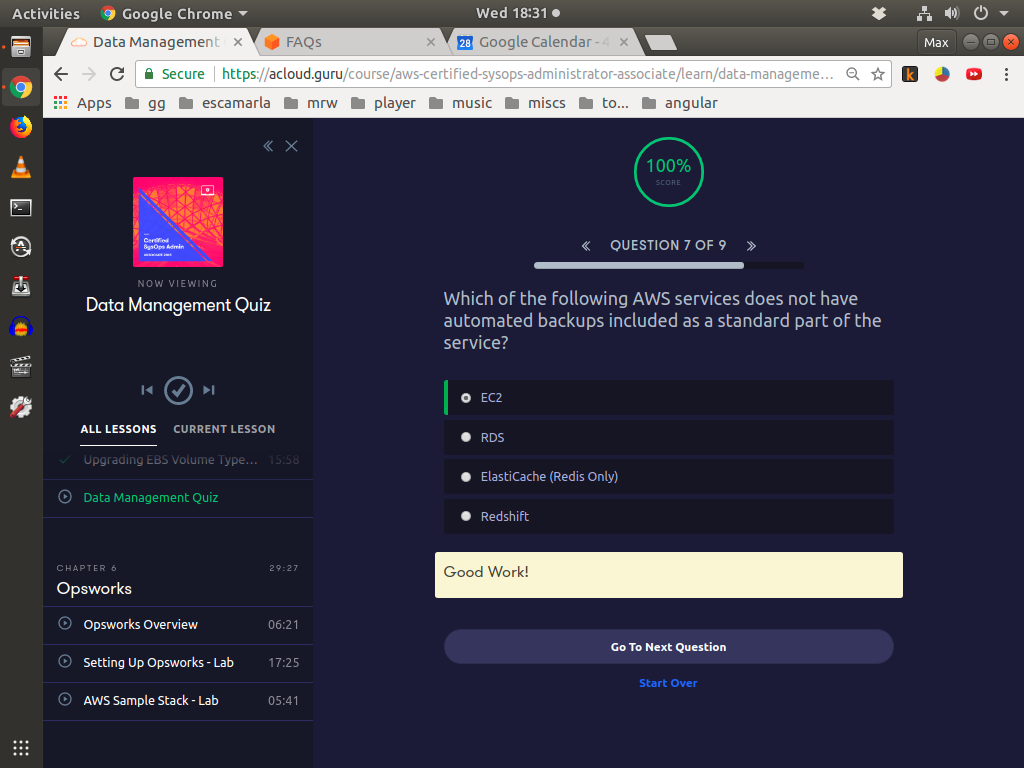 Activities Google Chrome Wed 18:31
Data Management FAQs Google Calendar - 4 Max
Secure https://acloud.guru/course/aws-certified-sysops-administrator-associate/learn/data-manageme...
Apps gg escamarla mrw player music miscs to... angular
Certified
SysOps Admin
NOW VIEWING
Data Management Quiz
ALL LESSONS CURRENT LESSON
Upgrading EBS Volume Type... 15:58
Data Management Quiz
CHAPTER 6 29:27
Opsworks
Opsworks Overview 06:21
Setting Up Opsworks - Lab 17:25
AWS Sample Stack - Lab 05:41
100%
SCORE
QUESTION 7 OF 9
Which of the following AWS services does not have
automated backups included as a standard part of the
service?
EC2
RDS
ElastiCache (Redis Only)
Redshift
Good Work!
Go To Next Question
Start Over